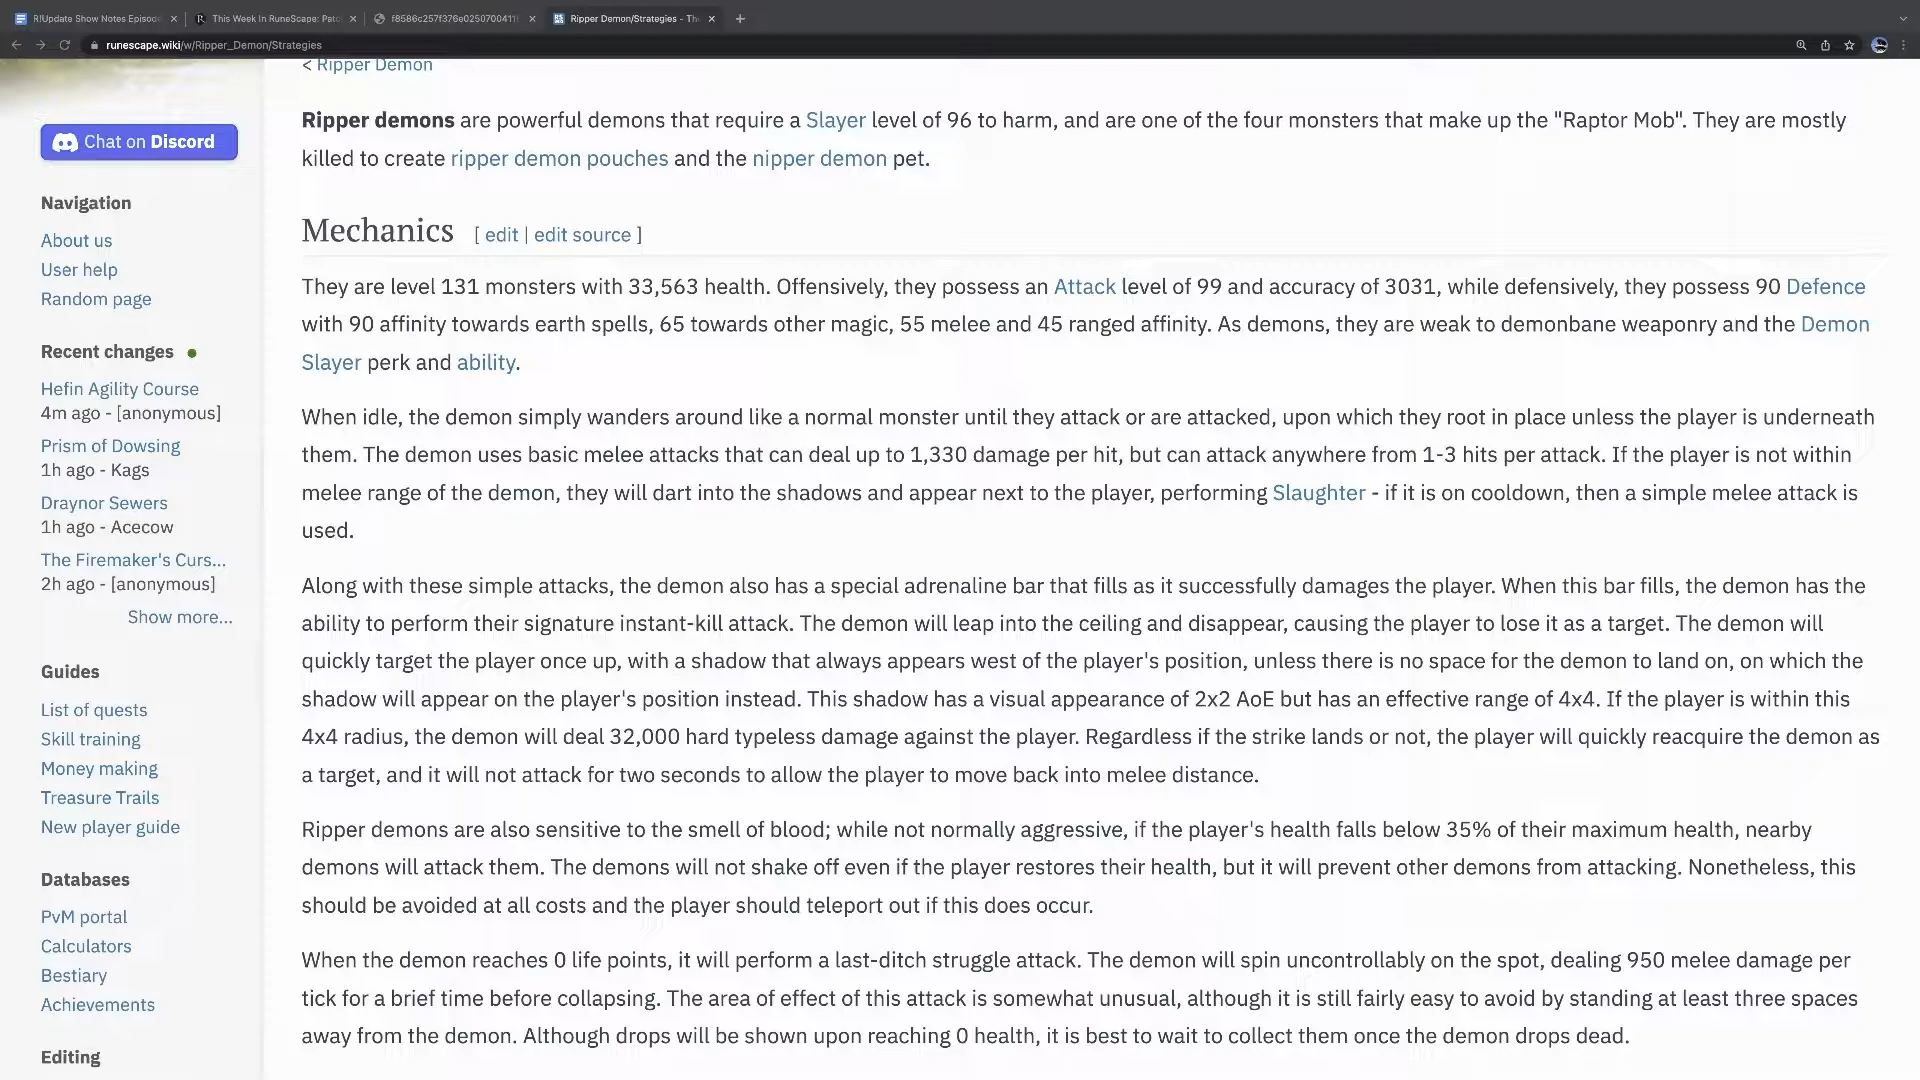 R!Update Show Notes Episod
This Week In RuneScape: Patc
f8586c257f376e0250700411
Ripper Demon/Strategies - Th
runescape.wiki/w/Ripper_Demon/Strategies
< Ripper Demon
Chat on Discord
Navigation
About us
User help
Random page
Recent changes
Hefin Agility Course
4m ago - [anonymous]
Prism of Dowsing
1h ago - Kags
Draynor Sewers
1h ago - Acecow
The Firemaker's Curs...
2h ago - [anonymous]
Show more...
Guides
List of quests
Skill training
Money making
Treasure Trails
New player guide
Databases
PvM portal
Calculators
Bestiary
Achievements
Editing
Ripper demons are powerful demons that require a Slayer level of 96 to harm, and are one of the four monsters that make up the "Raptor Mob". They are mostly
killed to create ripper demon pouches and the nipper demon pet.
Mechanics [ edit | edit source ]
They are level 131 monsters with 33,563 health. Offensively, they possess an Attack level of 99 and accuracy of 3031, while defensively, they possess 90 Defence
with 90 affinity towards earth spells, 65 towards other magic, 55 melee and 45 ranged affinity. As demons, they are weak to demonbane weaponry and the Demon
Slayer perk and ability.
When idle, the demon simply wanders around like a normal monster until they attack or are attacked, upon which they root in place unless the player is underneath
them. The demon uses basic melee attacks that can deal up to 1,330 damage per hit, but can attack anywhere from 1-3 hits per attack. If the player is not within
melee range of the demon, they will dart into the shadows and appear next to the player, performing Slaughter - if it is on cooldown, then a simple melee attack is
used.
Along with these simple attacks, the demon also has a special adrenaline bar that fills as it successfully damages the player. When this bar fills, the demon has the
ability to perform their signature instant-kill attack. The demon will leap into the ceiling and disappear, causing the player to lose it as a target. The demon will
quickly target the player once up, with a shadow that always appears west of the player's position, unless there is no space for the demon to land on, on which the
shadow will appear on the player's position instead. This shadow has a visual appearance of 2x2 AoE but has an effective range of 4x4. If the player is within this
4x4 radius, the demon will deal 32,000 hard typeless damage against the player. Regardless if the strike lands or not, the player will quickly reacquire the demon as
a target, and it will not attack for two seconds to allow the player to move back into melee distance.
Ripper demons are also sensitive to the smell of blood; while not normally aggressive, if the player's health falls below 35% of their maximum health, nearby
demons will attack them. The demons will not shake off even if the player restores their health, but it will prevent other demons from attacking. Nonetheless, this
should be avoided at all costs and the player should teleport out if this does occur.
When the demon reaches 0 life points, it will perform a last-ditch struggle attack. The demon will spin uncontrollably on the spot, dealing 950 melee damage per
tick for a brief time before collapsing. The area of effect of this attack is somewhat unusual, although it is still fairly easy to avoid by standing at least three spaces
away from the demon. Although drops will be shown upon reaching 0 health, it is best to wait to collect them once the demon drops dead.